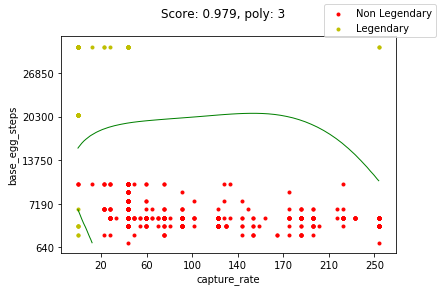 Score: 0.979, poly: 3
Non Legendary
Legendary
base_egg_steps
26850
20300
13750
7190
640
20
60
100
140
170
210
250
capture_rate